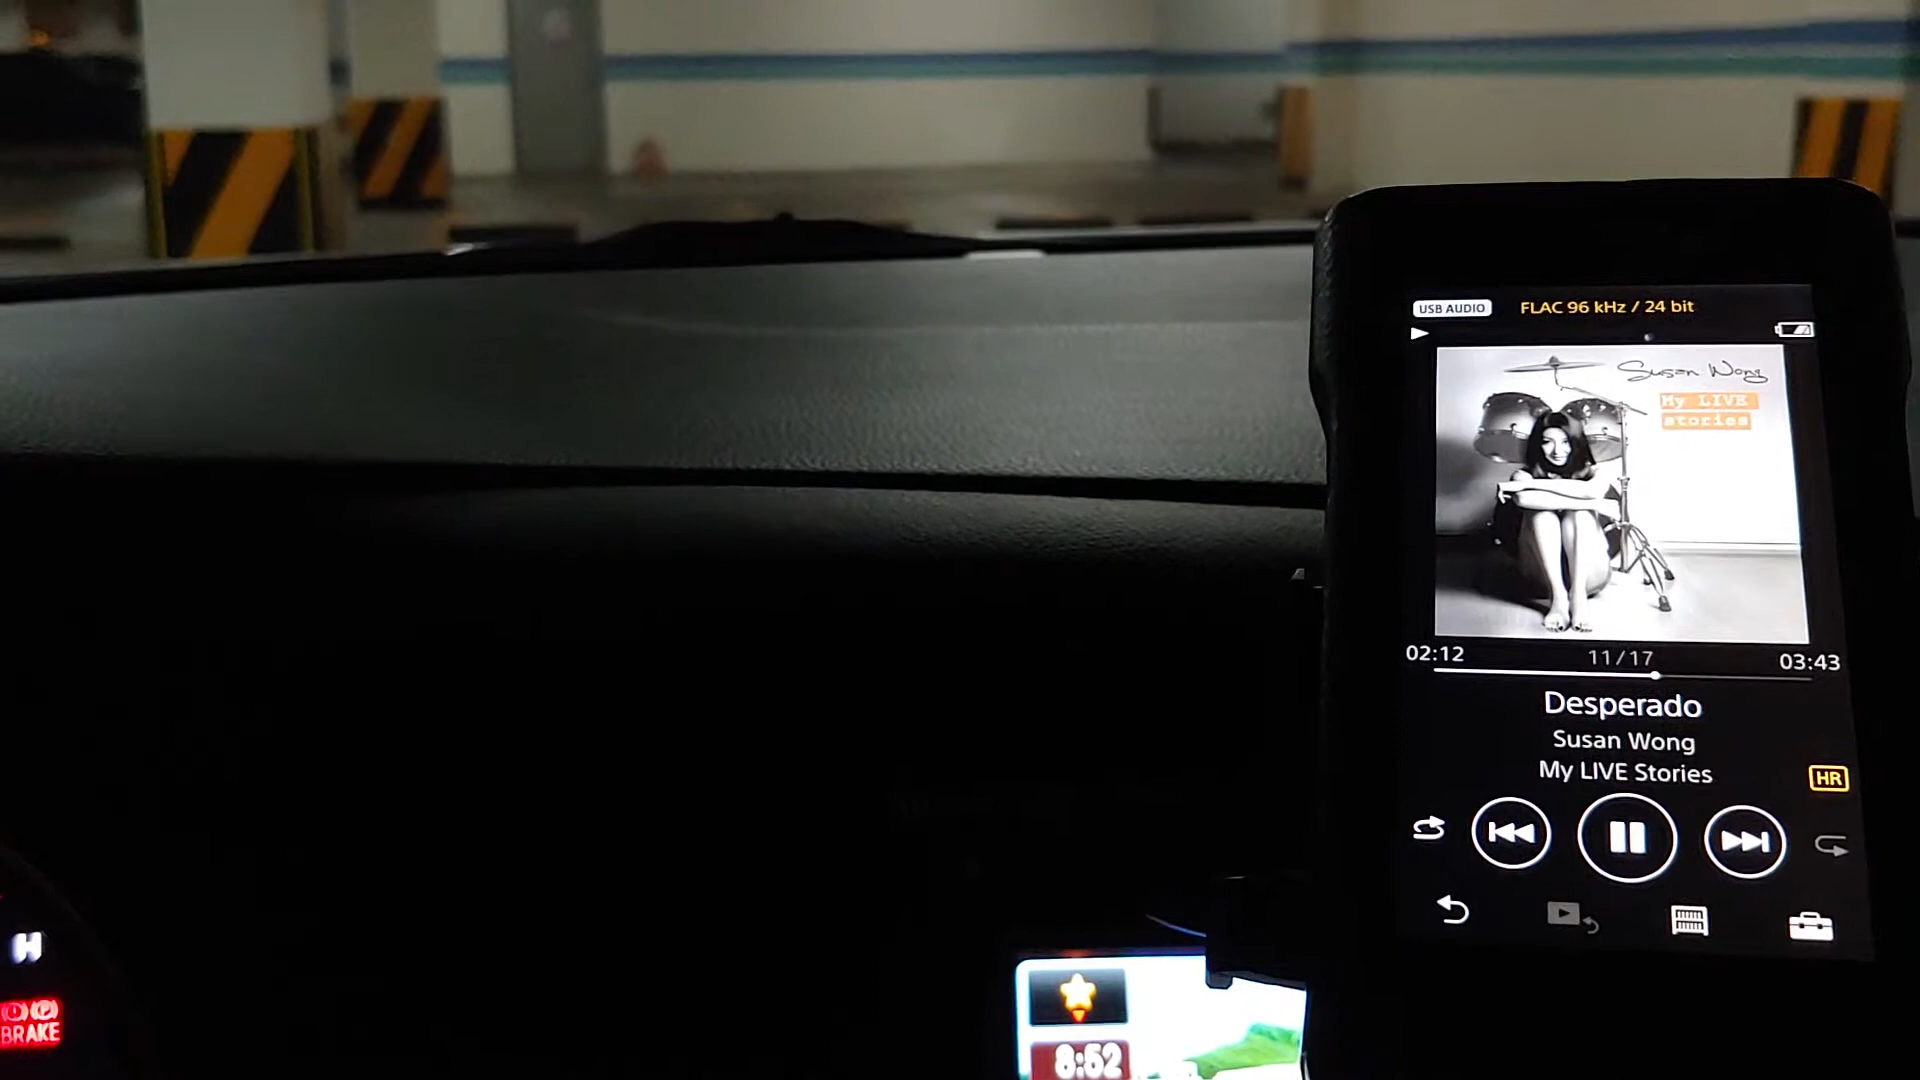 USB AUDIO FLAC 96 kHz / 24 bit
Susan Wong
My LIVE
stories
02:12 11/17 03:43
Desperado
Susan Wong
My LIVE Stories
HR
H
BRAKE
8:52